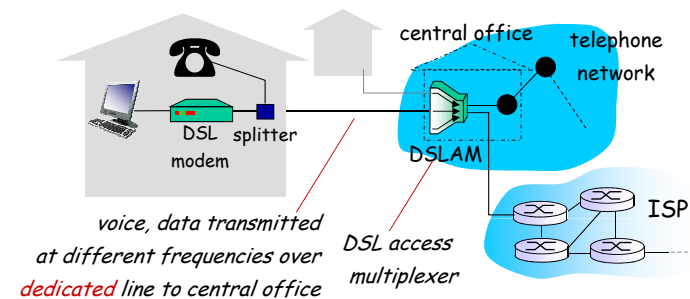 central office
telephone
network
DSL
modem
splitter
DSLAM
ISP
voice, data transmitted
at different frequencies over
dedicated line to central office
DSL access
multiplexer